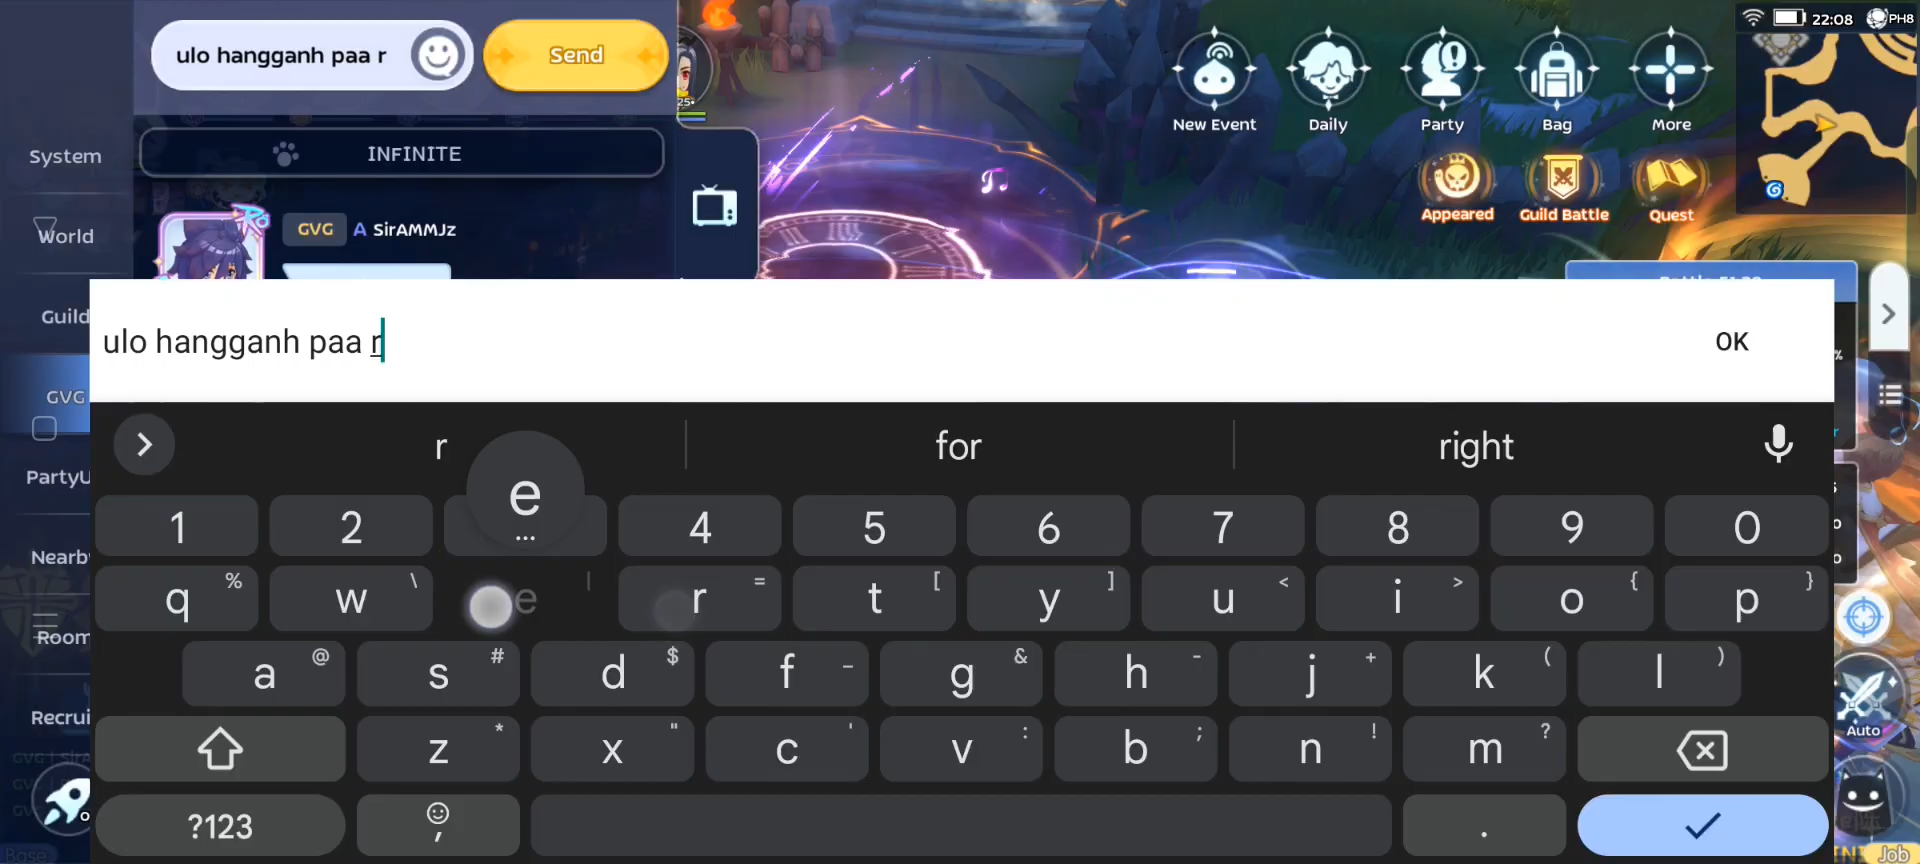 22:08
PH8
ulo hangganh paa r
Send
New Event
Daily
Party
Bag
More
System
INFINITE
Appeared
Guild Battle
Quest
World
GVG A SirAMMJz
Guild
ulo hangganh paa r
OK
%
GVG
r
for
right
PartyU
e
...
1 2 4 5 6 7 8 9 0
Nearb
q % w \ e | r = t [ y ] u < i > o { p }
Room
a @ s # d $ f _ g & h - j + k ( l )
Recrui
z * x " c ' v : b ; n ! m ?
Auto
?123
,
.
Base
Job